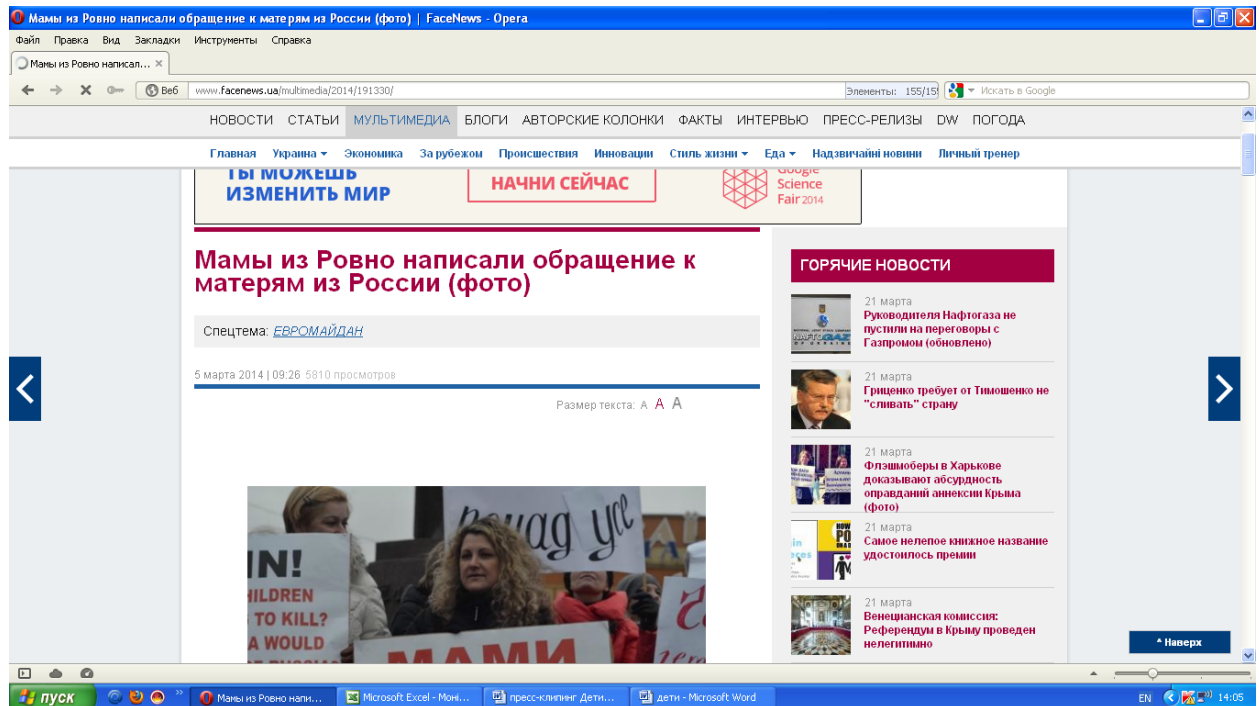 Мамы из Ровно написали обращение к матерям из России (фото) | FaceNews - Opera
Файл Правка Вид Закладки Инструменты Справка
Мамы из Ровно написал...
Веб www.facenews.ua/multimedia/2014/191330/ Элементы: 155/15 Искать в Google
НОВОСТИ СТАТЬИ МУЛЬТИМЕДИА БЛОГИ АВТОРСКИЕ КОЛОНКИ ФАКТЫ ИНТЕРВЬЮ ПРЕСС-РЕЛИЗЫ DW ПОГОДА
Главная Украина Экономика За рубежом Происшествия Инновации Стиль жизни Еда Надзвичайні новини Личный тренер
ТЫ МОЖЕШЬ
ИЗМЕНИТЬ МИР
НАЧНИ СЕЙЧАС
Google
Science
Fair 2014
Мамы из Ровно написали обращение к
матерям из России (фото)
Спецтема: ЕВРОМАЙДАН
5 марта 2014 | 09:26 5810 просмотров
Размер текста: A A A
понад усе
IN!
HILDREN
TO KILL?
A WOULD
МАМИ
ГОРЯЧИЕ НОВОСТИ
21 марта
Руководителя Нафтогаза не
пустили на переговоры с
Газпромом (обновлено)
21 марта
Гриценко требует от Тимошенко не
"сливать" страну
21 марта
Флэшмоберы в Харькове
доказывают абсурдность
оправданий аннексии Крыма
(фото)
21 марта
Самое нелепое книжное название
удостоилось премии
21 марта
Венецианская комиссия:
Референдум в Крыму проведен
нелегитимно
^ Наверх
пуск
Мамы из Ровно напи...
Microsoft Excel - Моні...
пресс-клипинг Дети...
дети - Microsoft Word
EN
14:05